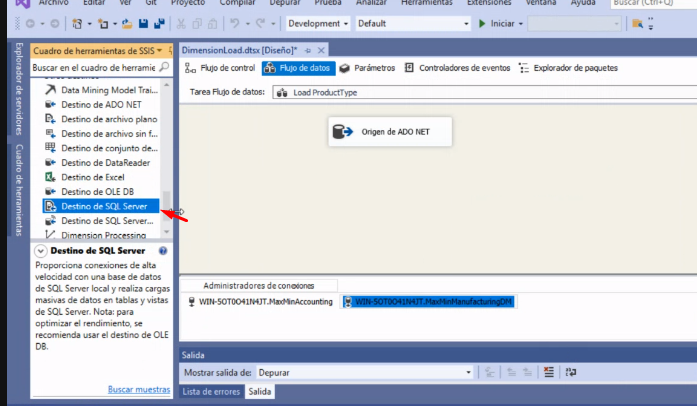 Archivo Editar Ver Git Proyecto Compilar Depurar Prueba Analizar Herramientas Extensiones Ventana Ayuda Buscar (Ctrl+Q)
Development Default Iniciar
Explorador de servidores
Cuadro de herramientas
Cuadro de herramientas de SSIS
Buscar en el cuadro de herramie
Data Mining Model Trai...
Destino de ADO NET
Destino de archivo plano
Destino de archivo sin f...
Destino de conjunto de...
Destino de DataReader
Destino de Excel
Destino de OLE DB
Destino de SQL Server
Destino de SQL Server...
Dimension Processing
Destino de SQL Server
Proporciona conexiones de alta
velocidad con una base de datos
de SQL Server local y realiza cargas
masivas de datos en tablas y vistas
de SQL Server. Nota: para
optimizar el rendimiento, se
recomienda usar el destino de OLE
DB.
Buscar muestras
DimensionLoad.dtsx [Diseño]*
Flujo de control Flujo de datos Parámetros Controladores de eventos Explorador de paquetes
Tarea Flujo de datos: Load ProductType
Origen de ADO NET
Administradores de conexiones
WIN-5OT0O41N4JT.MaxMinAccounting WIN-5OT0O41N4JT.MaxMinManufacturingDM
Salida
Mostrar salida de: Depurar
Lista de errores Salida